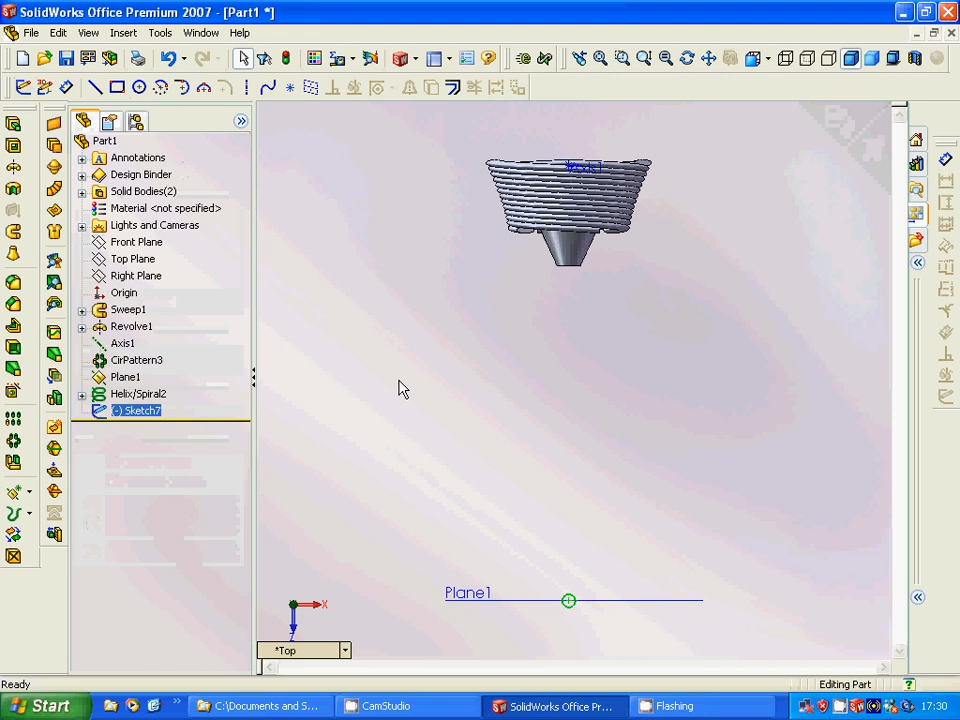 SolidWorks Office Premium 2007 - [Part1 *]
File Edit View Insert Tools Window Help
Part1
Annotations
Design Binder
Solid Bodies(2)
Material <not specified>
Lights and Cameras
Front Plane
Top Plane
Right Plane
Origin
Sweep1
Revolve1
Axis1
CirPattern3
Plane1
Helix/Spiral2
(-) Sketch7
Axis1
Plane1
X
Z
*Top
Ready
Editing Part
Start
C:\Documents and S...
CamStudio
SolidWorks Office Pr...
Flashing
17:30